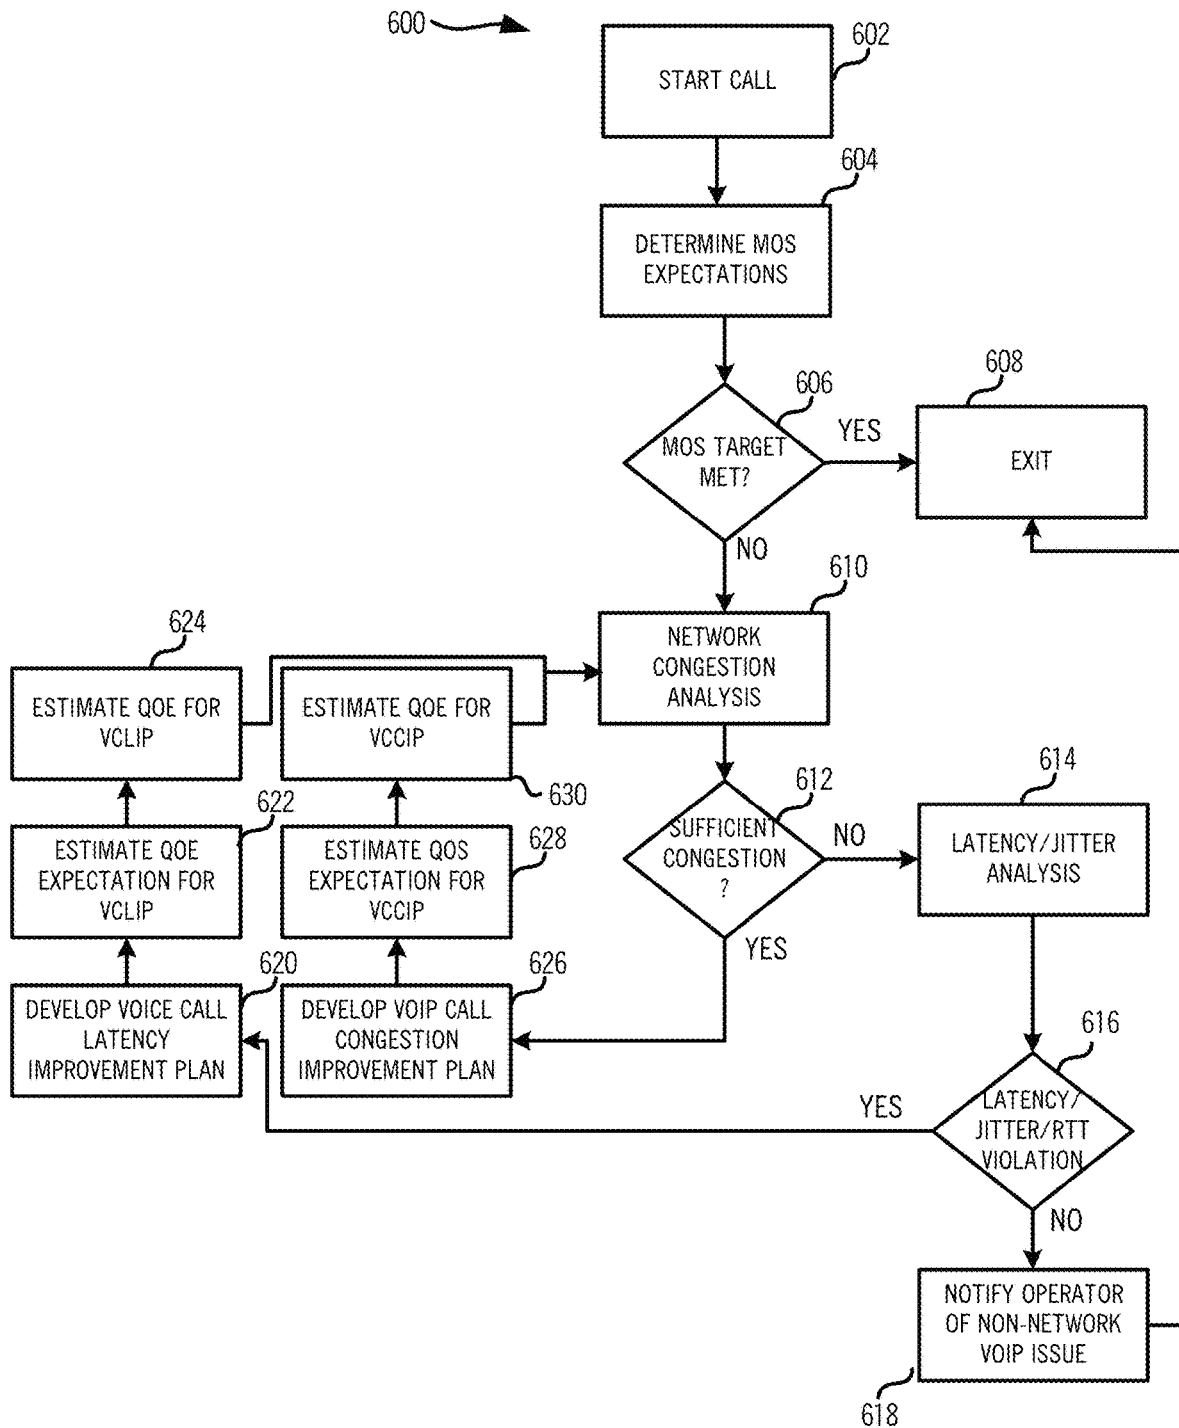 600
602
START CALL
604
DETERMINE MOS
EXPECTATIONS
606
608
MOS TARGET
MET?
YES
EXIT
NO
610
NETWORK
CONGESTION
ANALYSIS
624
ESTIMATE QOE FOR
VCLIP
ESTIMATE QOE FOR
VCCIP
630
612
SUFFICIENT
CONGESTION
?
NO
YES
614
LATENCY/JITTER
ANALYSIS
622
ESTIMATE QOE
EXPECTATION FOR
VCLIP
628
ESTIMATE QOS
EXPECTATION FOR
VCCIP
620
DEVELOP VOICE CALL
LATENCY
IMPROVEMENT PLAN
626
DEVELOP VOIP CALL
CONGESTION
IMPROVEMENT PLAN
616
LATENCY/
JITTER/RTT
VIOLATION
YES
NO
NOTIFY OPERATOR
OF NON-NETWORK
VOIP ISSUE
618